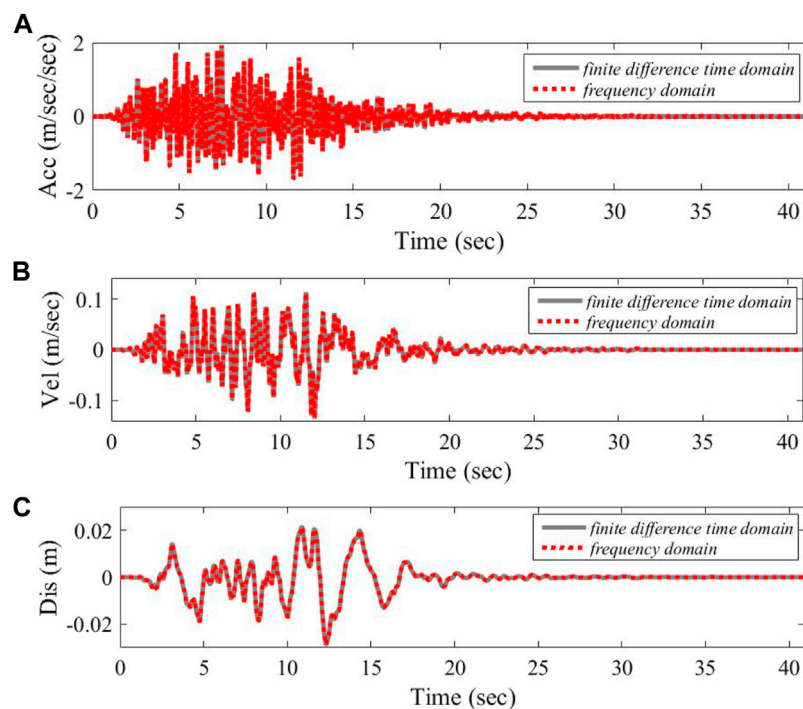 A
2
0
-2
Acc (m/sec/sec)
finite difference time domain
frequency domain
0 5 10 15 20 25 30 35 40
Time (sec)
B
0.1
0
-0.1
Vel (m/sec)
finite difference time domain
frequency domain
0 5 10 15 20 25 30 35 40
Time (sec)
C
0.02
0
-0.02
Dis (m)
finite difference time domain
frequency domain
0 5 10 15 20 25 30 35 40
Time (sec)